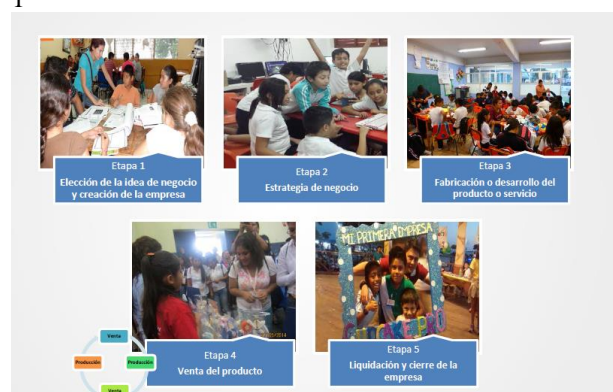 Etapa 1
Elección de la idea de negocio
y creación de la empresa
Etapa 2
Estrategia de negocio
Etapa 3
Fabricación o desarrollo del
producto o servicio
MI PRIMERA EMPRESA
Etapa 4
Venta del producto
Etapa 5
Liquidación y cierre de la
empresa
Venta
Producción
Producción
Venta